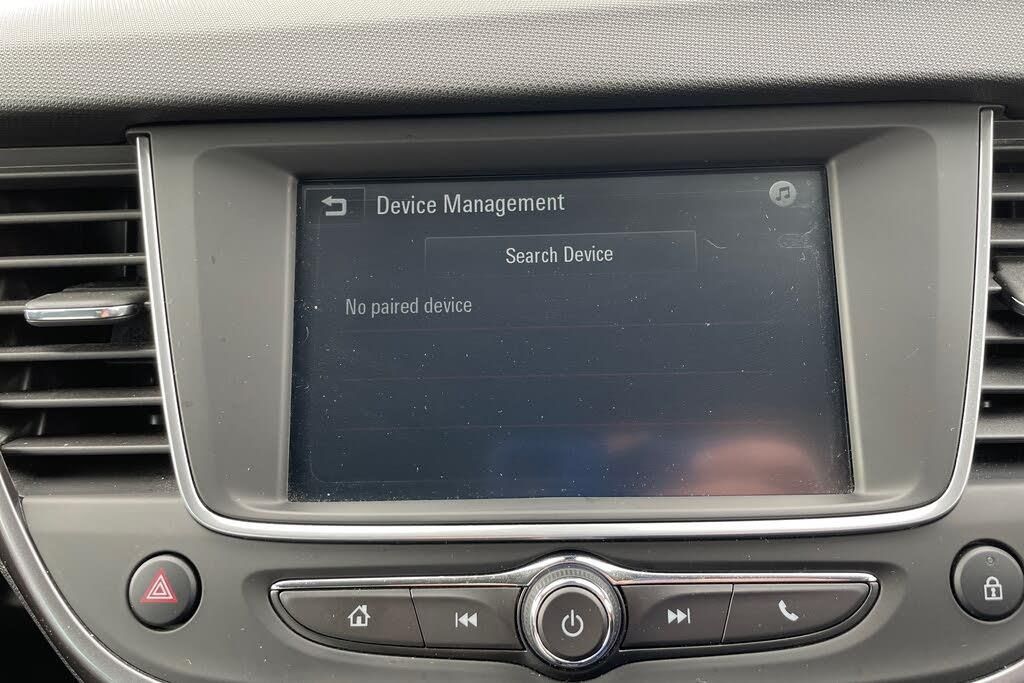 Device Management
Search Device
No paired device